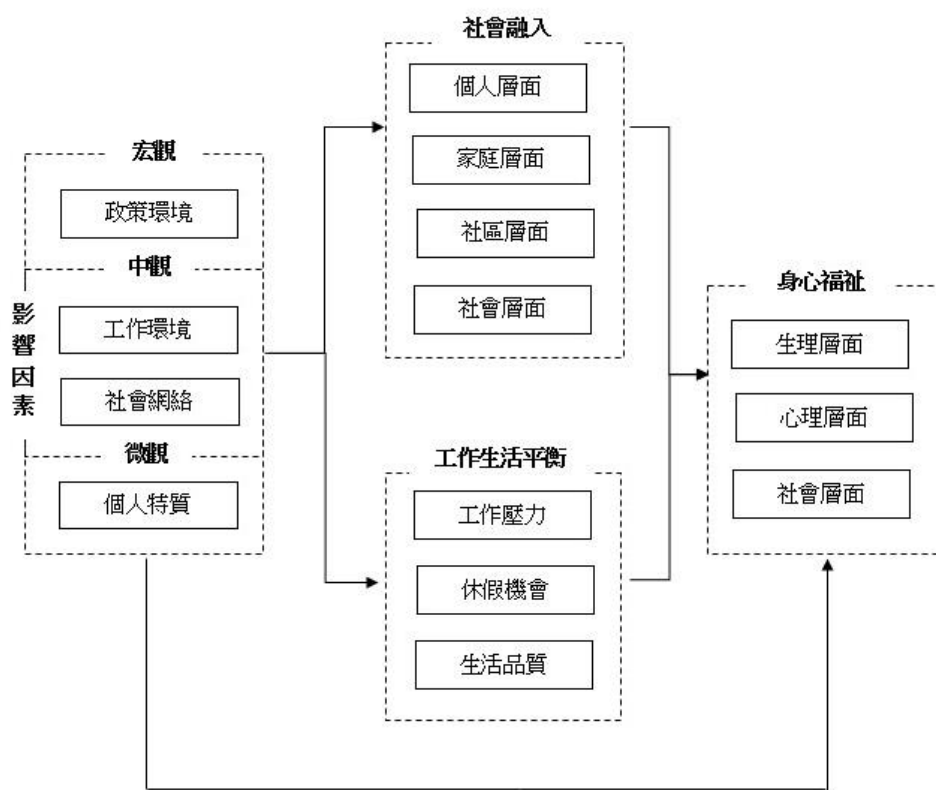 影響因素
宏觀
政策環境
中觀
工作環境
社會網絡
微觀
個人特質
社會融入
個人層面
家庭層面
社區層面
社會層面
工作生活平衡
工作壓力
休假機會
生活品質
身心福祉
生理層面
心理層面
社會層面